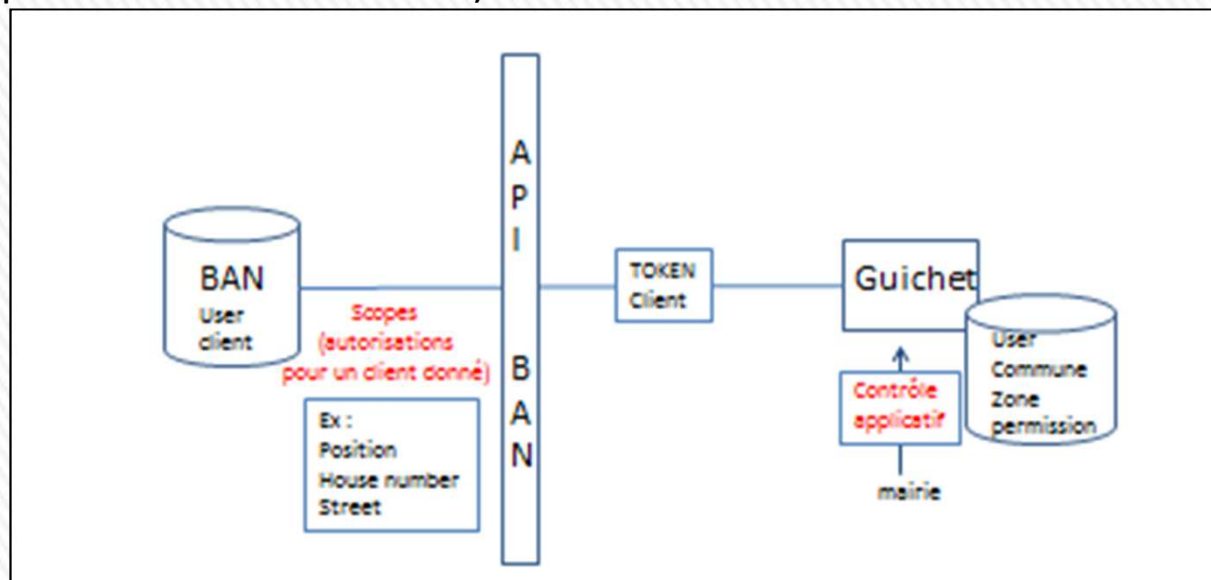 BAN
User
client
Scopes
(autorisations
pour un client donné)
Ex :
Position
House number
Street
A
P
I
B
A
N
TOKEN
Client
Guichet
User
Commune
Zone
permission
Contrôle
applicatif
mairie